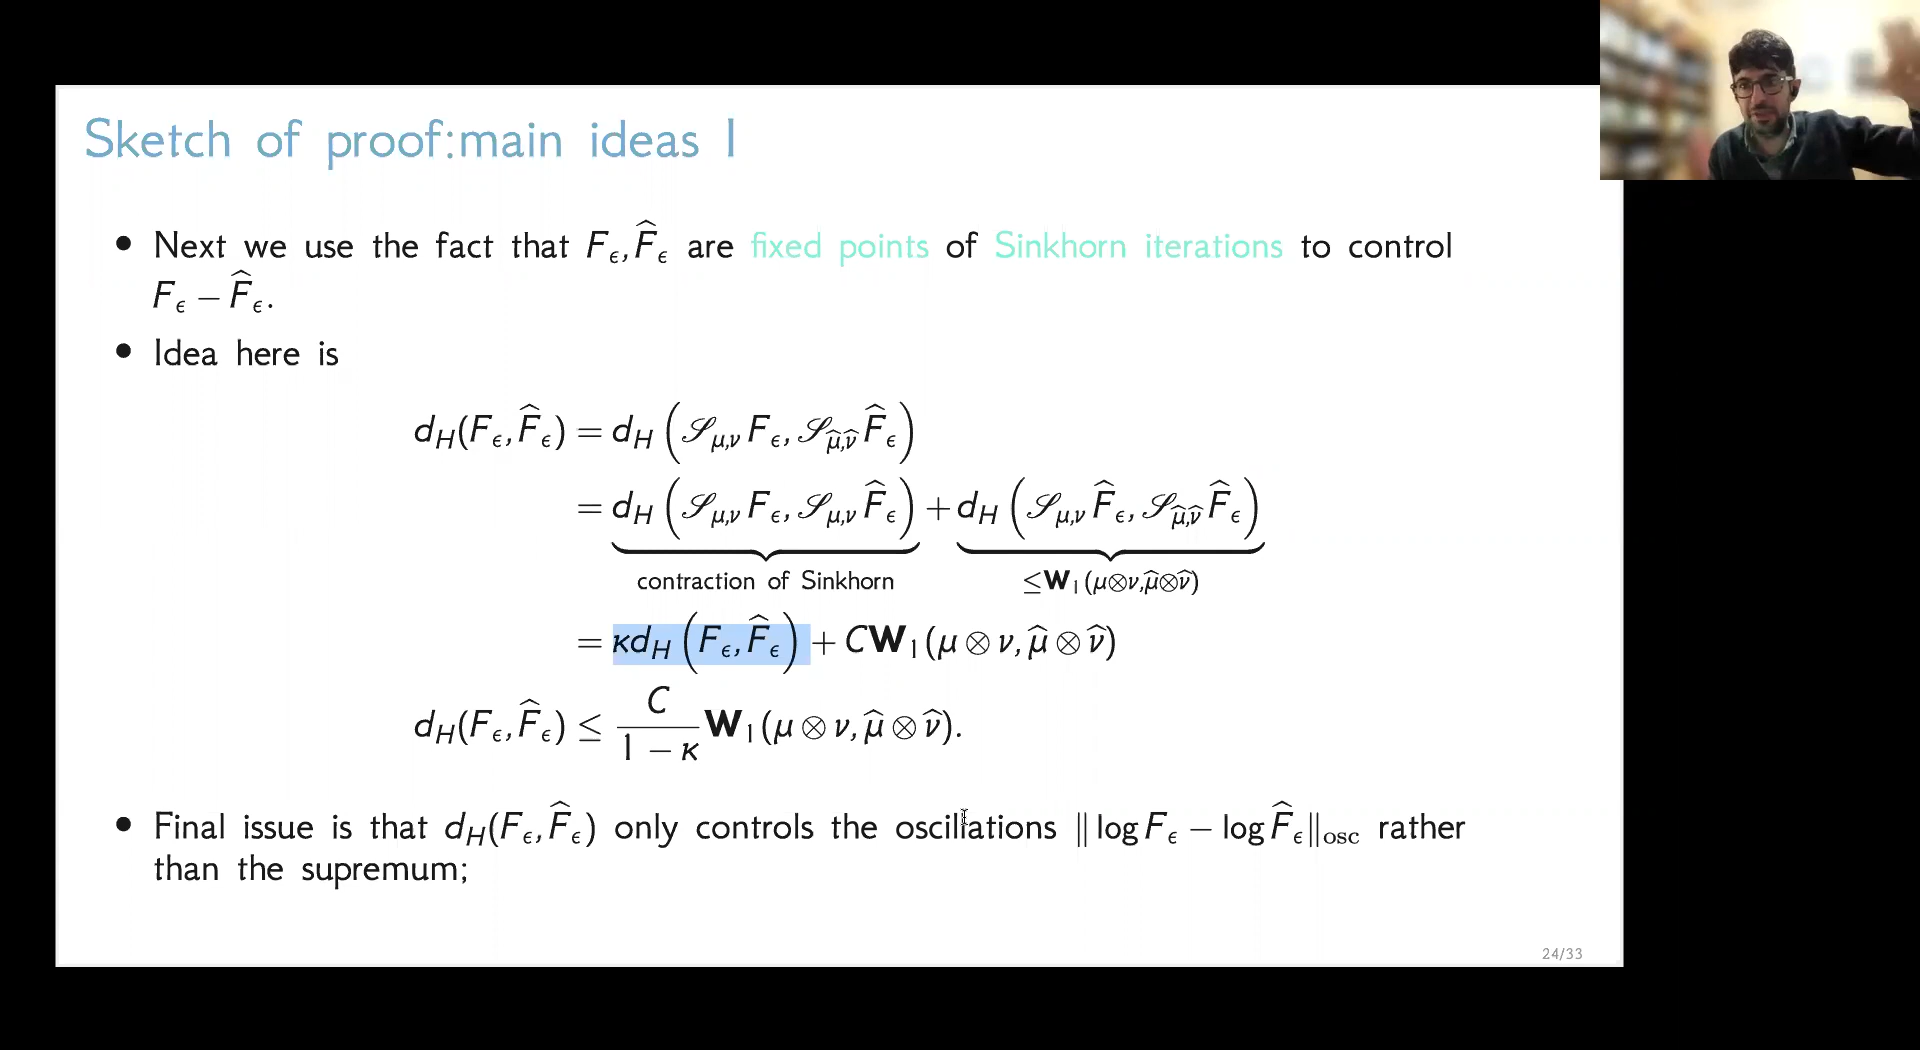 Sketch of proof:main ideas I
• Next we use the fact that F_ϵ, F̂_ϵ are fixed points of Sinkhorn iterations to control
F_ϵ − F̂_ϵ.
• Idea here is
d_H(F_ϵ, F̂_ϵ) = d_H(𝒮_{μ,ν} F_ϵ, 𝒮_{μ̂,ν̂} F̂_ϵ)
= d_H(𝒮_{μ,ν} F_ϵ, 𝒮_{μ,ν} F̂_ϵ) + d_H(𝒮_{μ,ν} F̂_ϵ, 𝒮_{μ̂,ν̂} F̂_ϵ)
contraction of Sinkhorn ≤W₁(μ⊗ν,μ̂⊗ν̂)
= κd_H(F_ϵ, F̂_ϵ) + CW₁(μ ⊗ ν, μ̂ ⊗ ν̂)
d_H(F_ϵ, F̂_ϵ) ≤ C/(1 − κ) W₁(μ ⊗ ν, μ̂ ⊗ ν̂).
• Final issue is that d_H(F_ϵ, F̂_ϵ) only controls the oscillations ‖ log F_ϵ − log F̂_ϵ‖_osc rather
than the supremum;
24/33